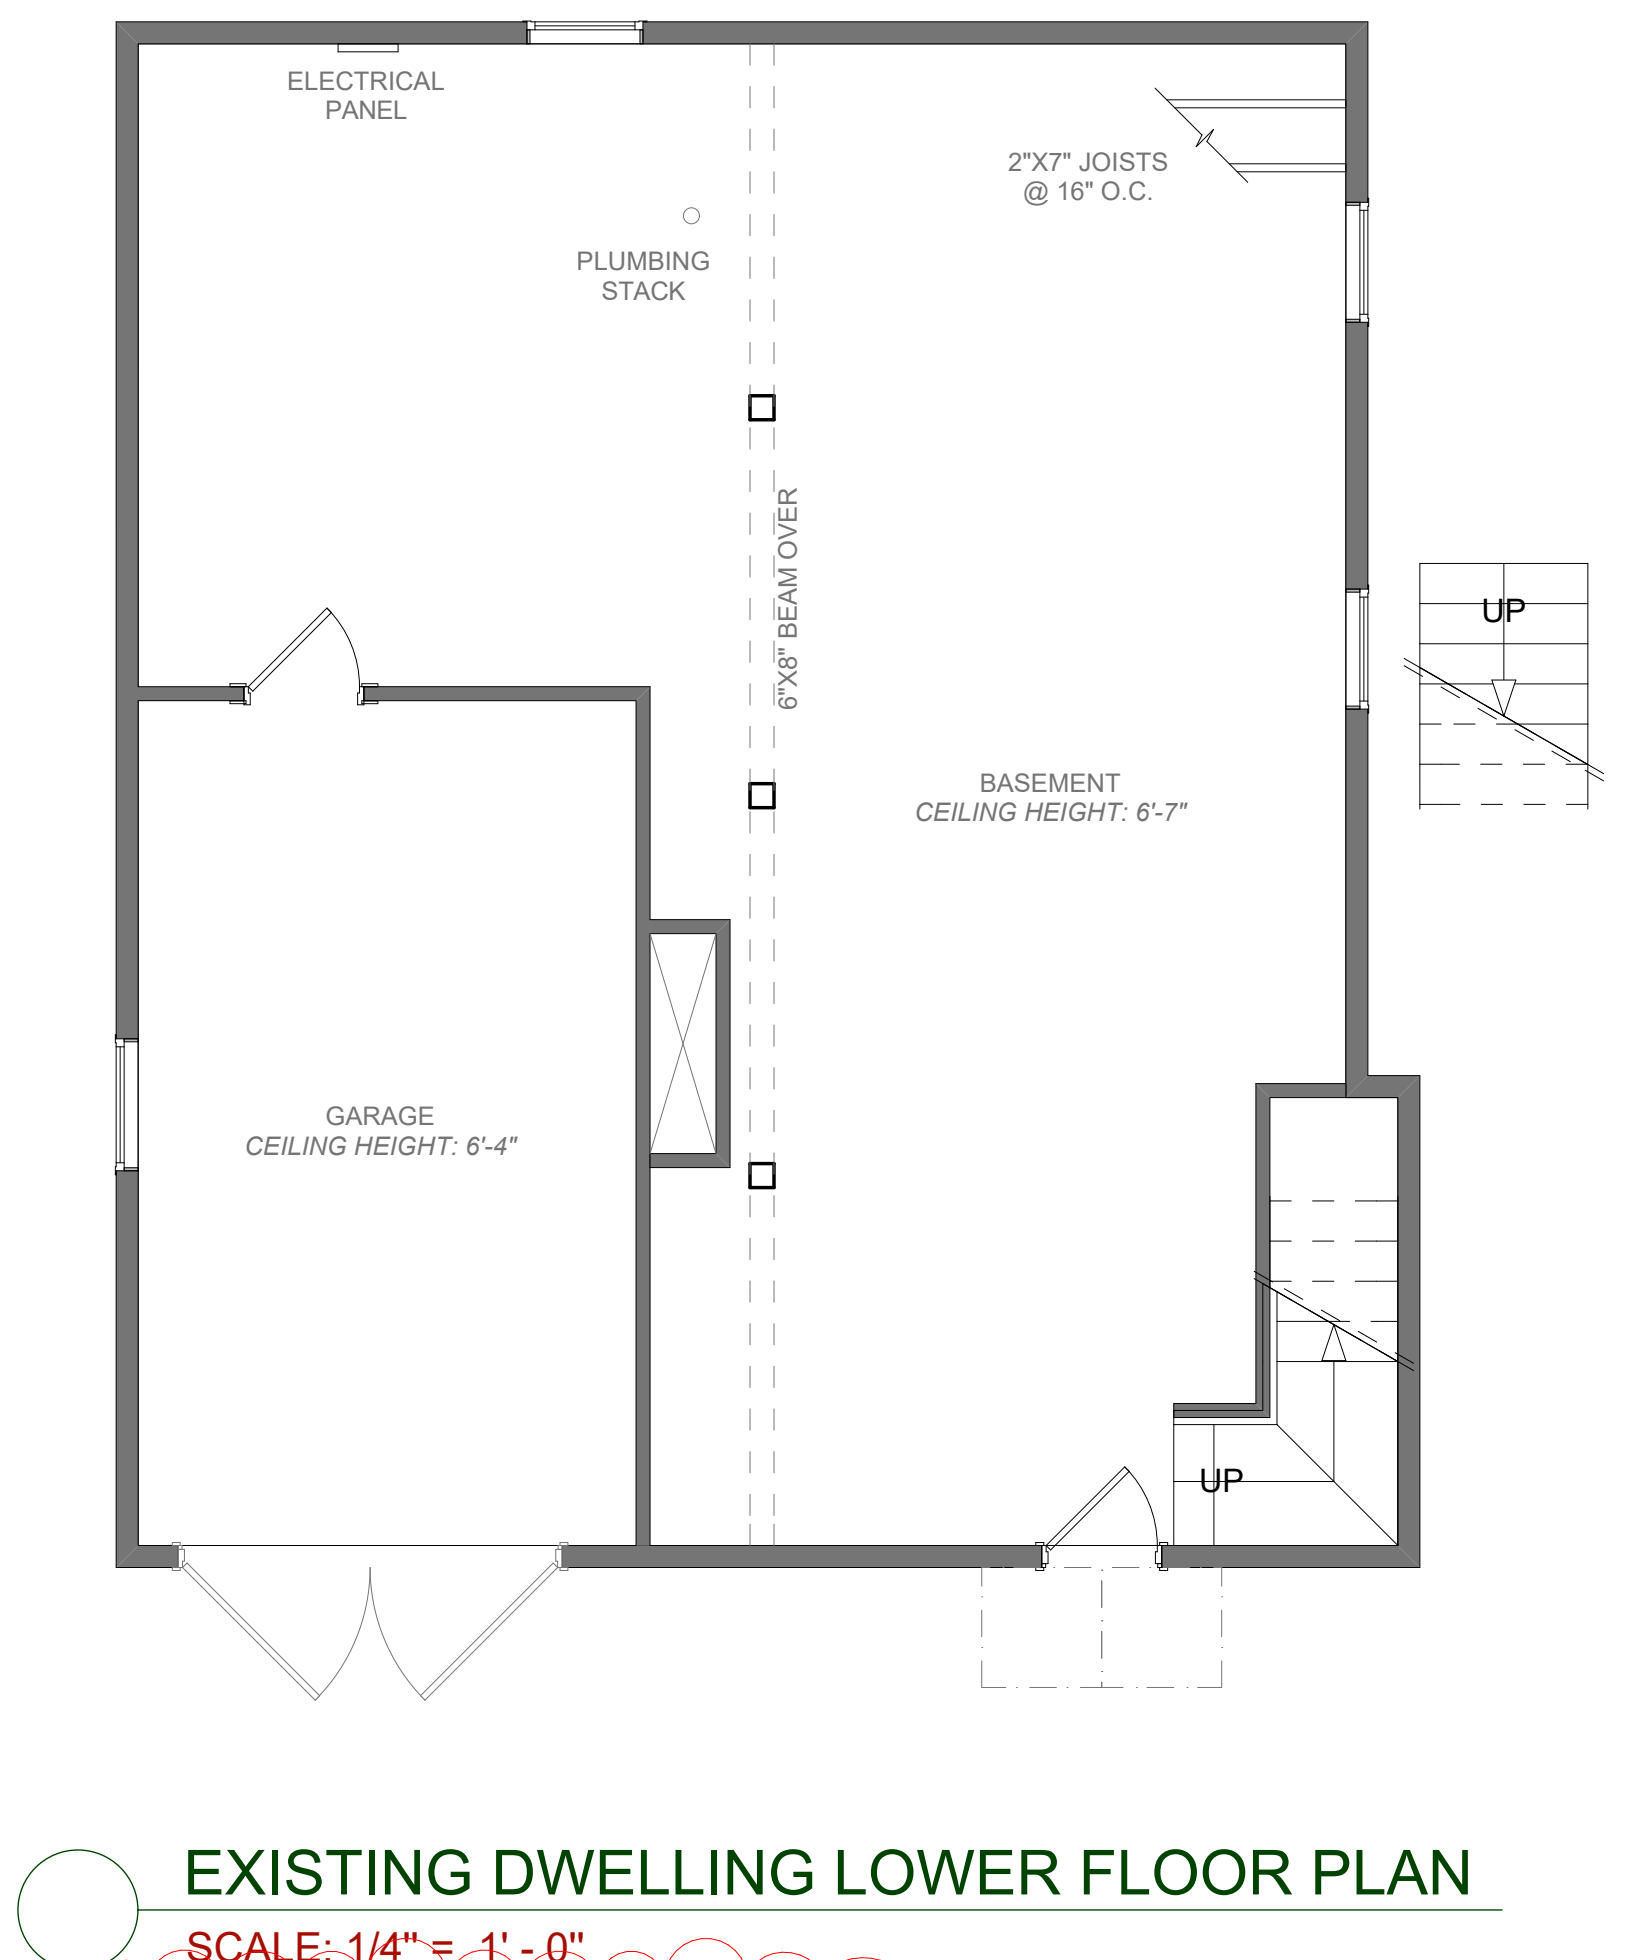 ELECTRICAL
PANEL
2"X7" JOISTS
@ 16" O.C.
PLUMBING
STACK
6"X8" BEAM OVER
UP
BASEMENT
CEILING HEIGHT: 6'-7"
GARAGE
CEILING HEIGHT: 6'-4"
UP
EXISTING DWELLING LOWER FLOOR PLAN
SCALE: 1/4" = 1' - 0"